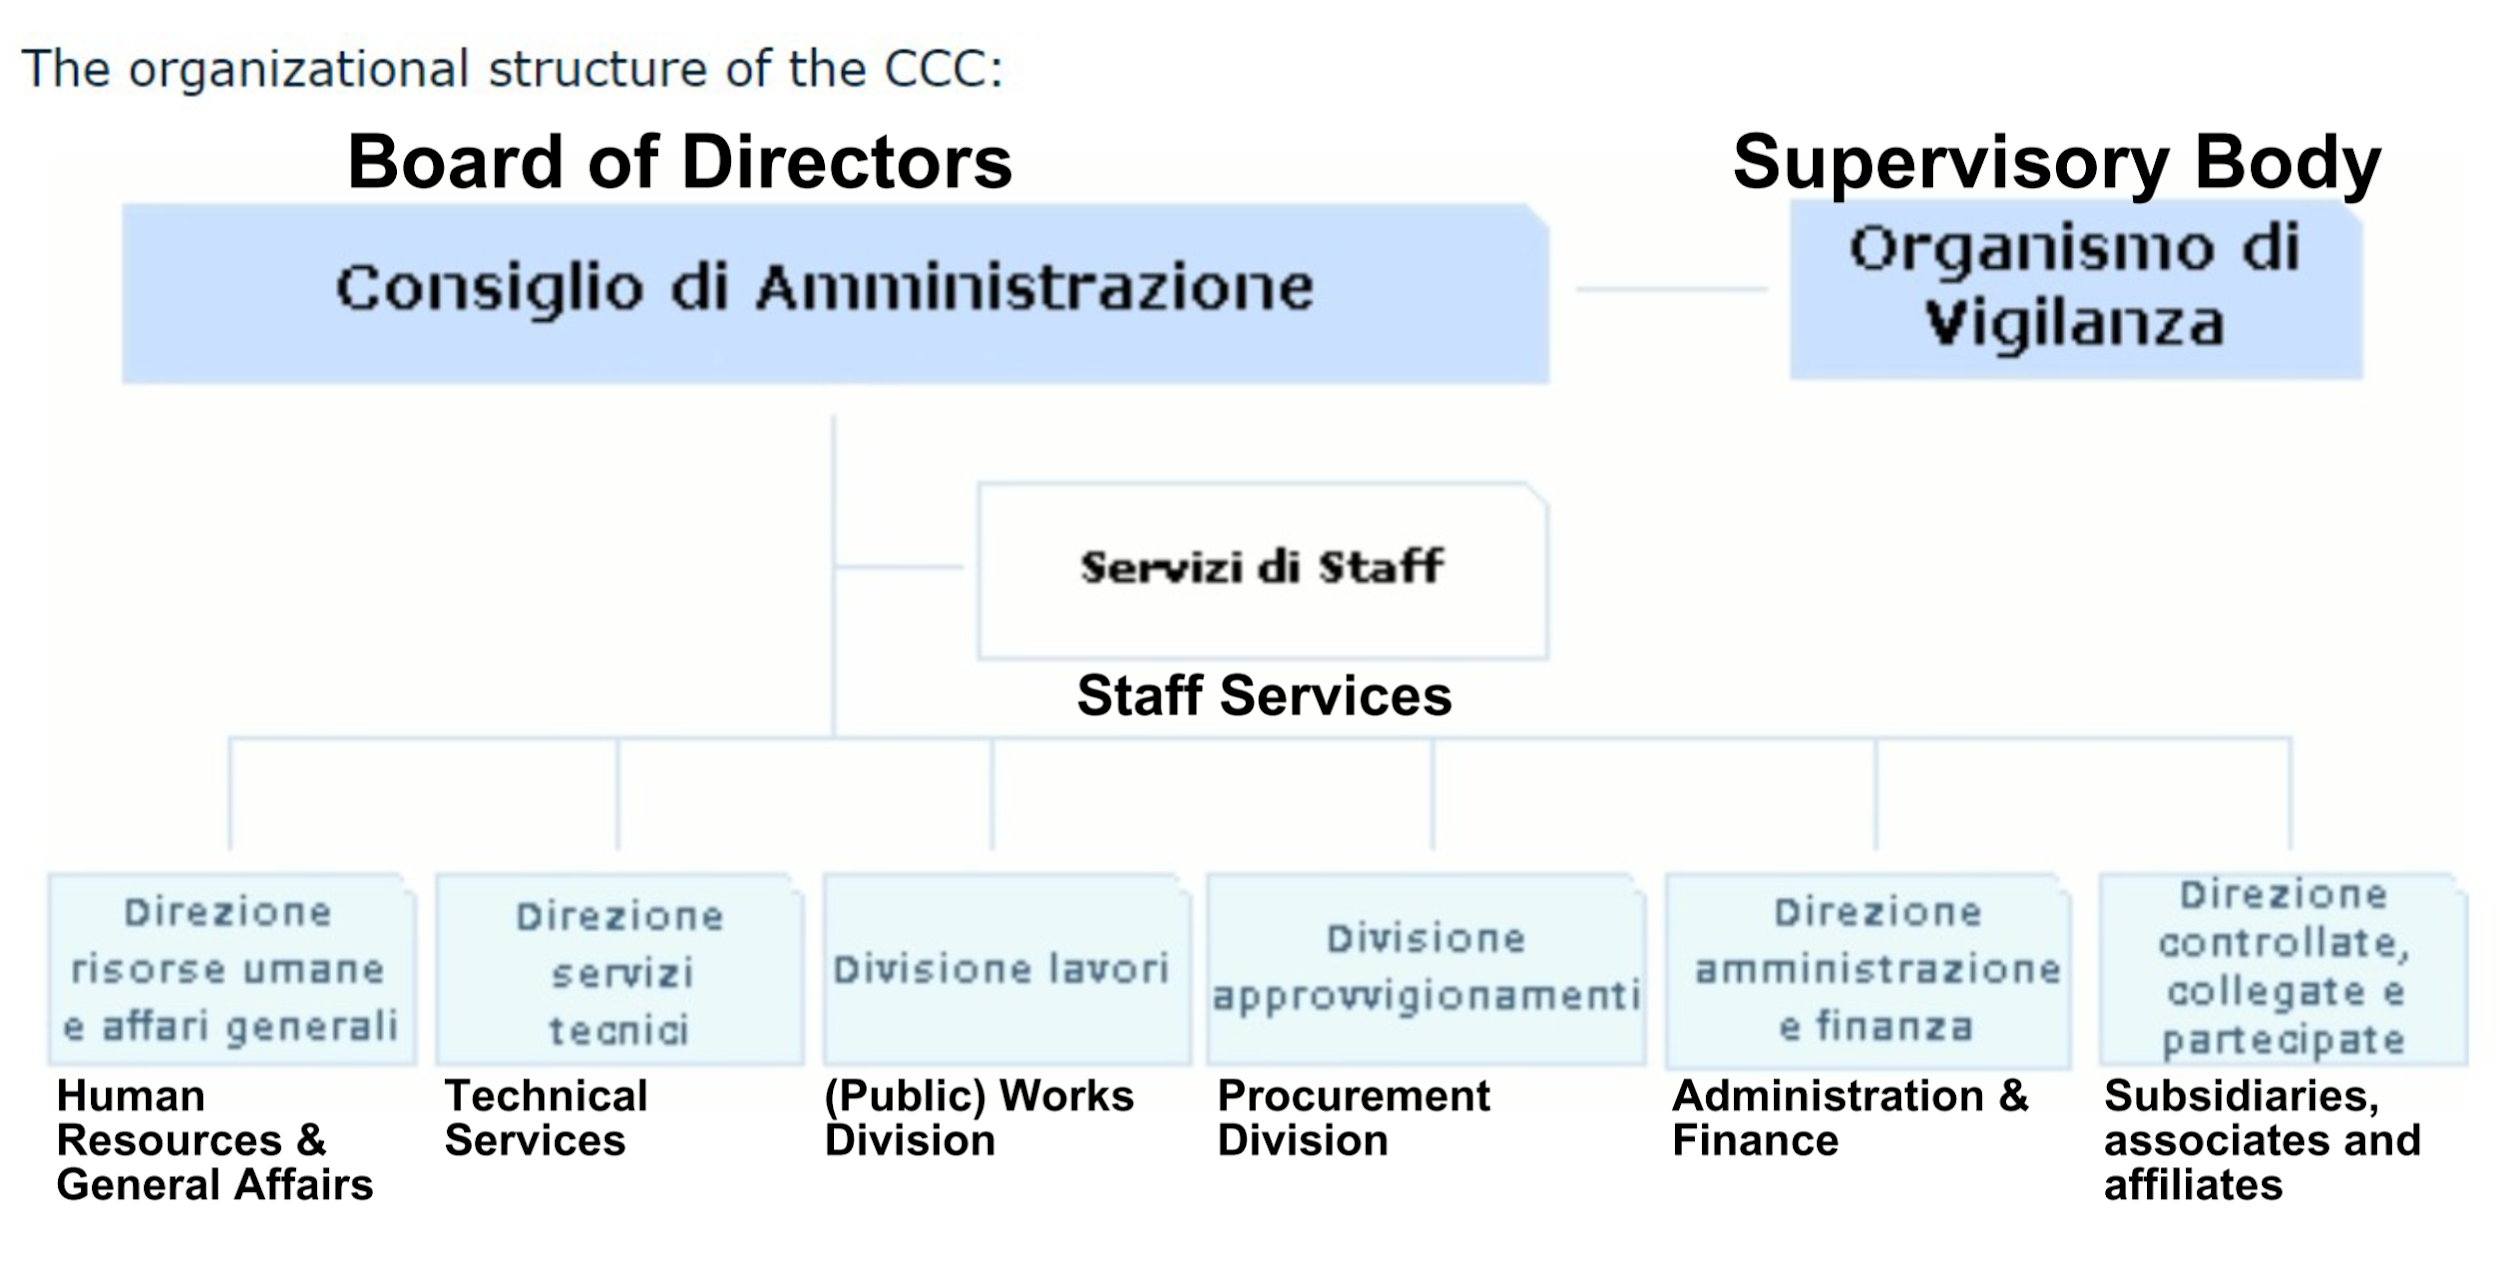 The organizational structure of the CCC:
Board of Directors
Supervisory Body
Consiglio di Amministrazione
Organismo di
Vigilanza
Servizi di Staff
Staff Services
Direzione
risorse umane
e affari generali
Direzione
servizi
tecnici
Divisione lavori
Divisione
approvvigionamenti
Direzione
amministrazione
e finanza
Direzione
controllate,
collegate e
partecipate
Human
Resources &
General Affairs
Technical
Services
(Public) Works
Division
Procurement
Division
Administration &
Finance
Subsidiaries,
associates and
affiliates